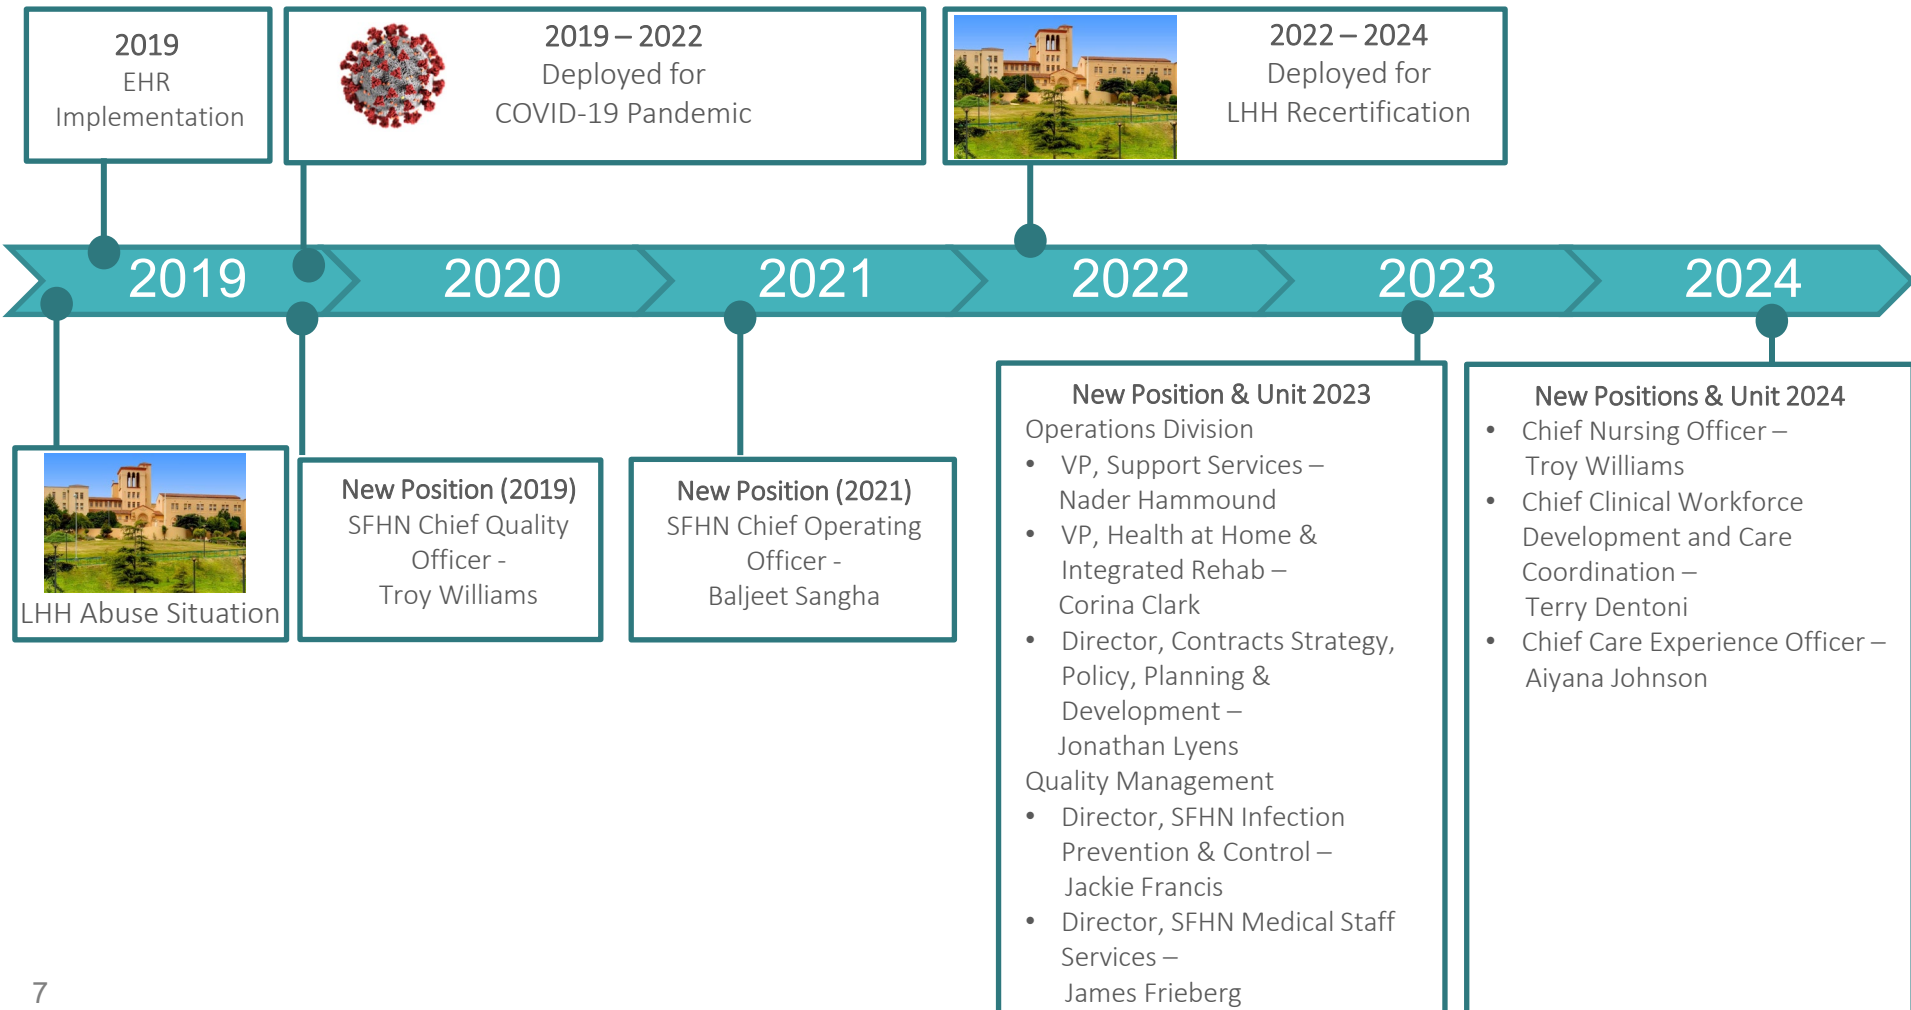 2019
EHR
Implementation
2019 – 2022
Deployed for
COVID-19 Pandemic
2022 – 2024
Deployed for
LHH Recertification
2019
2020
2021
2022
2023
2024
LHH Abuse Situation
New Position (2019)
SFHN Chief Quality
Officer -
Troy Williams
New Position (2021)
SFHN Chief Operating
Officer -
Baljeet Sangha
New Position & Unit 2023
Operations Division
• VP, Support Services –
Nader Hammound
• VP, Health at Home &
Integrated Rehab –
Corina Clark
• Director, Contracts Strategy,
Policy, Planning &
Development –
Jonathan Lyens
Quality Management
• Director, SFHN Infection
Prevention & Control –
Jackie Francis
• Director, SFHN Medical Staff
Services –
James Frieberg
New Positions & Unit 2024
• Chief Nursing Officer –
Troy Williams
• Chief Clinical Workforce
Development and Care
Coordination –
Terry Dentoni
• Chief Care Experience Officer –
Aiyana Johnson
7